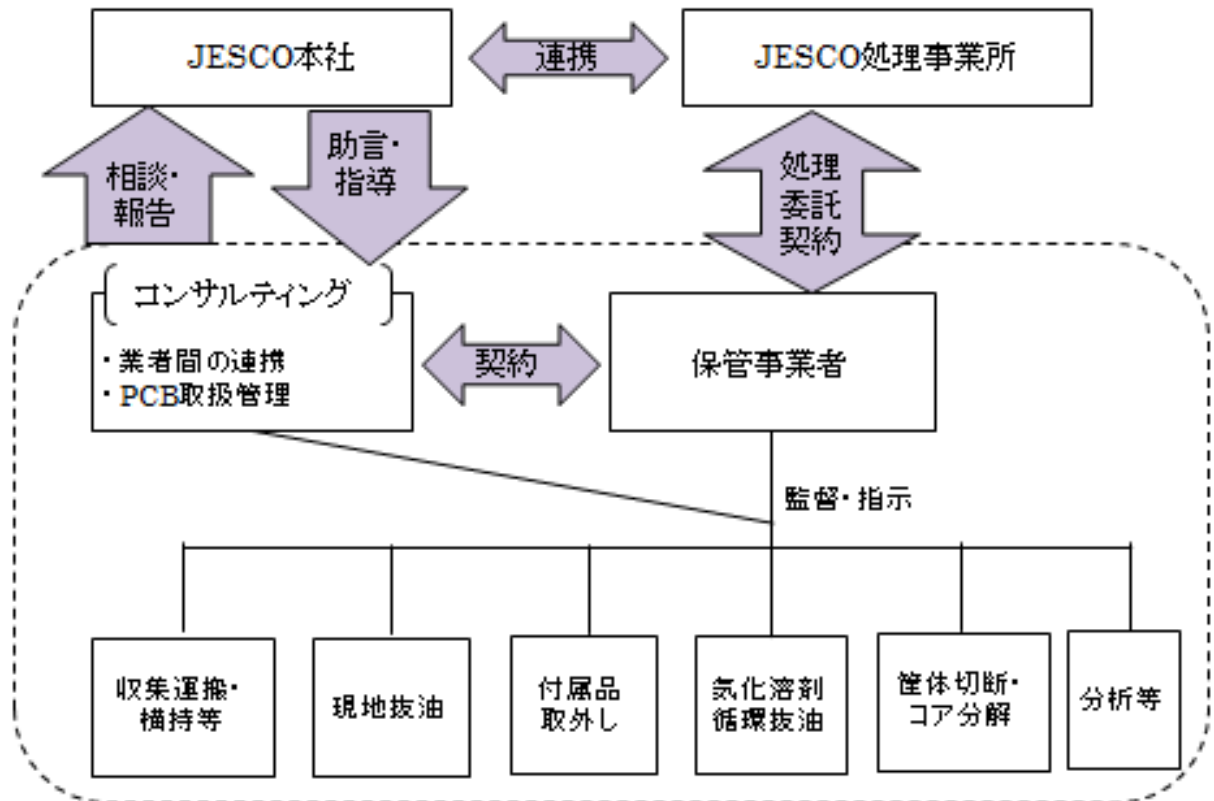 JESCO本社
連携
JESCO処理事業所
相談・
報告
助言・
指導
処理
委託
契約
コンサルティング
・業者間の連携
・PCB取扱管理
契約
保管事業者
監督・指示
収集運搬・
横持等
現地抜油
付属品
取外し
気化溶剤
循環抜油
筐体切断・
コア分解
分析等